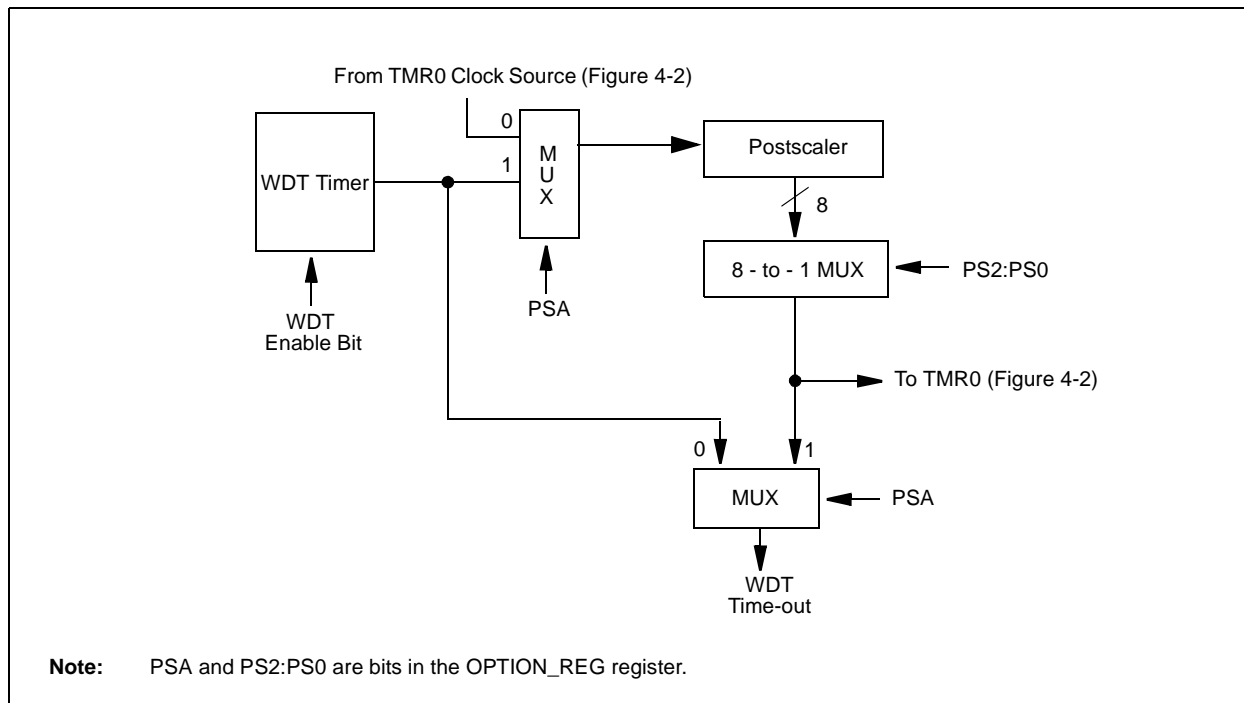 From TMR0 Clock Source (Figure 4-2)
0
1
M
U
X
WDT Timer
Postscaler
8
8 - to - 1 MUX
PS2:PS0
PSA
WDT
Enable Bit
To TMR0 (Figure 4-2)
0
1
MUX
PSA
WDT
Time-out
Note: PSA and PS2:PS0 are bits in the OPTION_REG register.